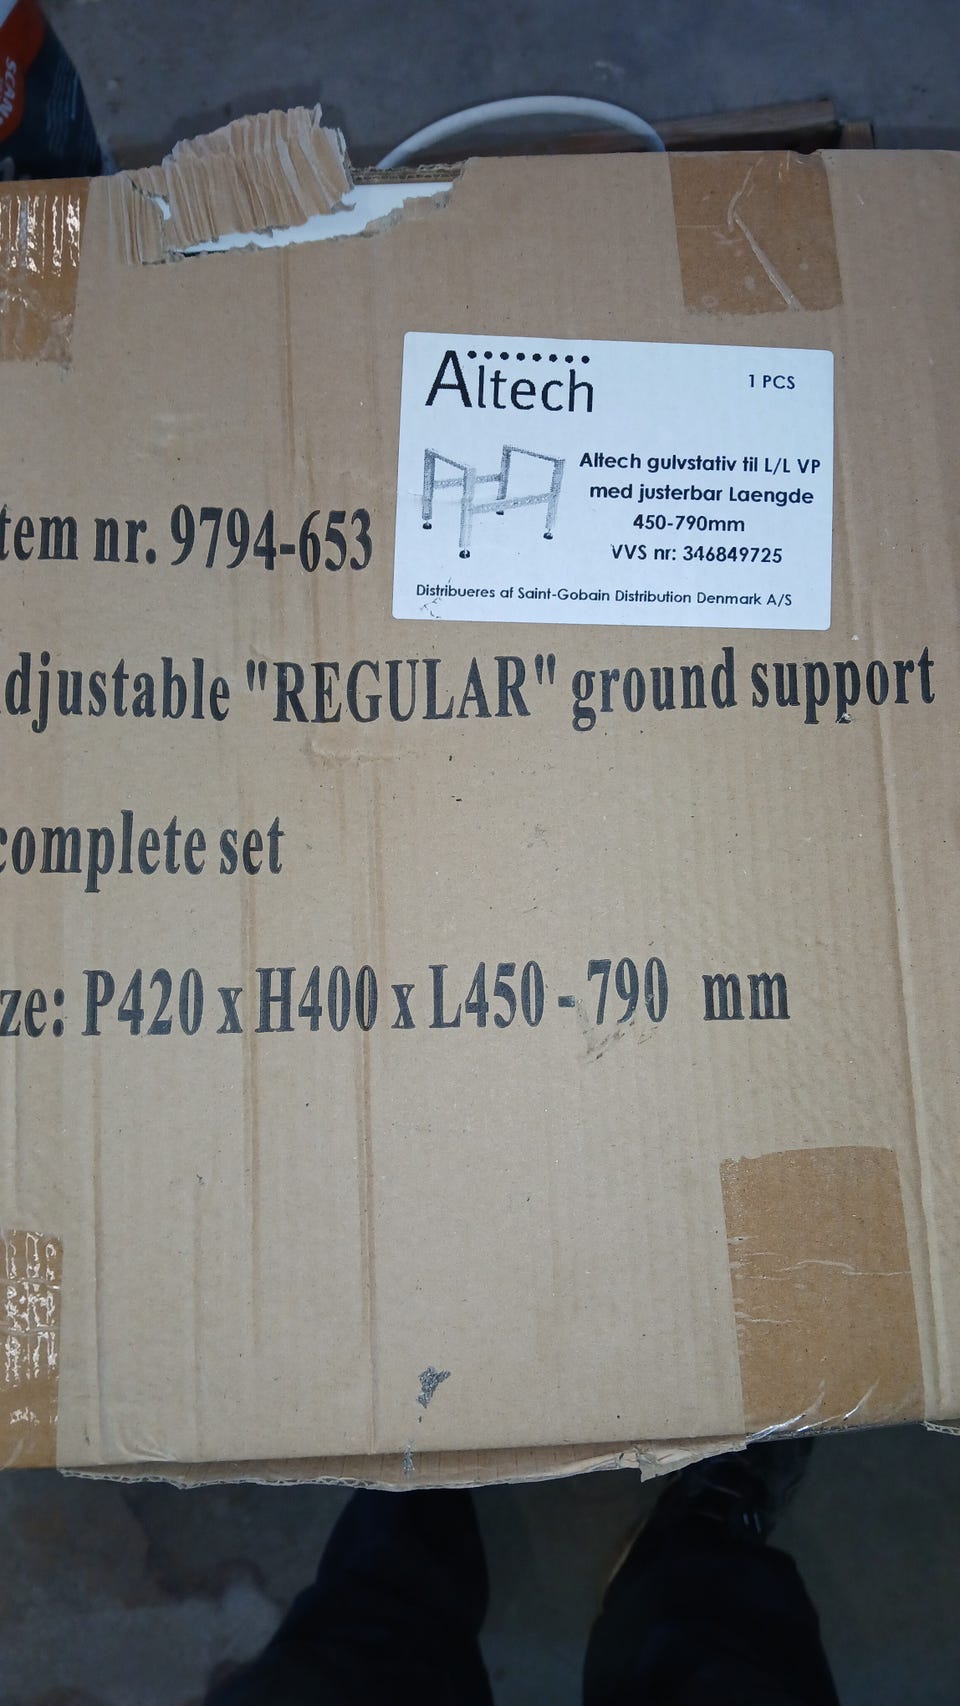 SCAN
Altech
1 PCS
Altech gulvstativ til L/L VP
med justerbar Laengde
450-790mm
VVS nr: 346849725
Distribueres af Saint-Gobain Distribution Denmark A/S
tem nr. 9794-653
djustable "REGULAR" ground support
complete set
ze: P420 x H400 x L450 - 790 mm